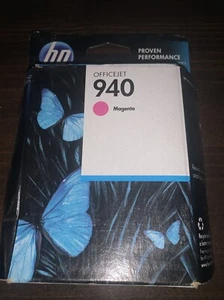 hp
PROVEN
PERFORMANCE
OFFICEJET
940
Magenta